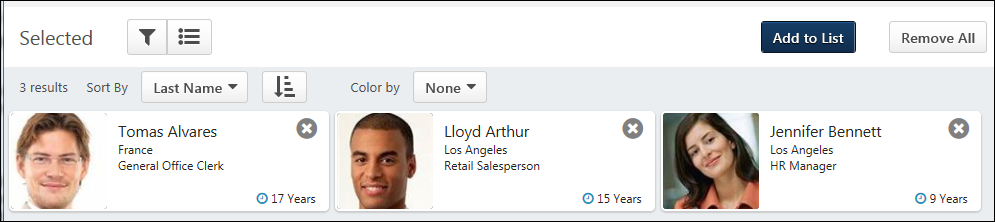 Selected
Add to List
Remove All
3 results
Sort By
Last Name
Color by
None
Tomas Alvares
France
General Office Clerk
17 Years
Lloyd Arthur
Los Angeles
Retail Salesperson
15 Years
Jennifer Bennett
Los Angeles
HR Manager
9 Years